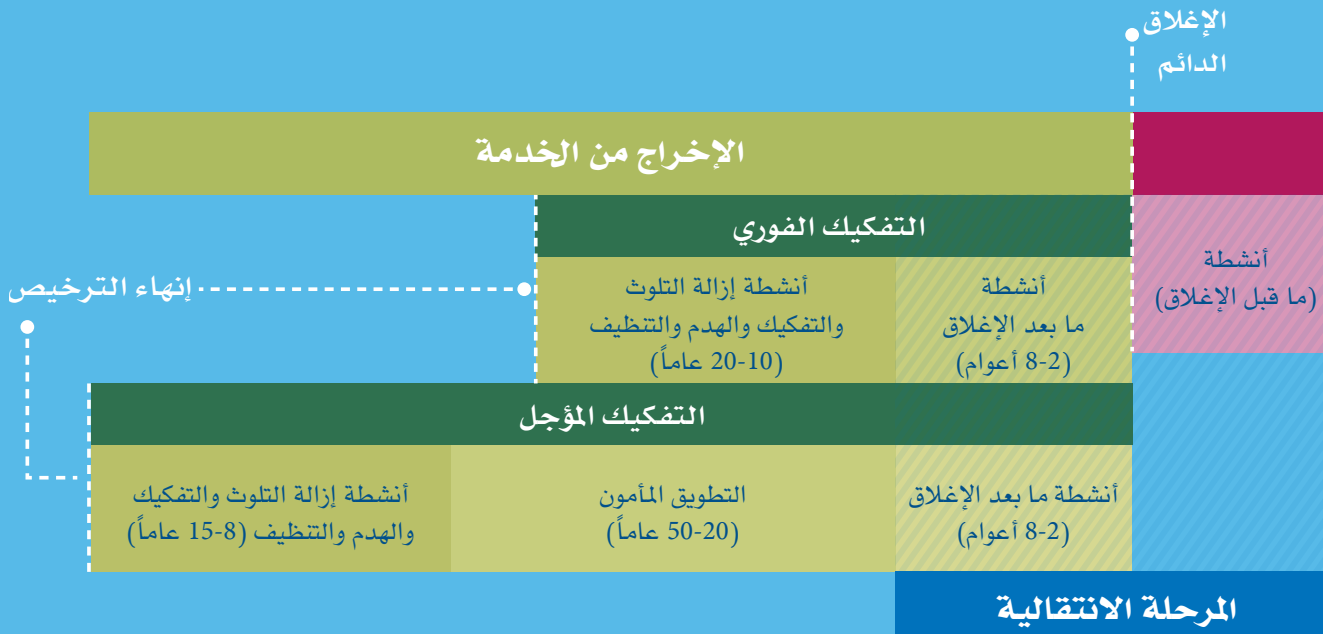 الإغلاق
الدائم
الإخراج من الخدمة
أنشطة
(ما قبل الإغلاق)
التفكيك الفوري
أنشطة
ما بعد الإغلاق
(2-8 أعوام)
أنشطة إزالة التلوث
والتفكيك والهدم والتنظيف
(10-20 عاماً)
إنهاء الترخيص
التفكيك المؤجل
أنشطة ما بعد الإغلاق
(2-8 أعوام)
التطويق المأمون
(20-50 عاماً)
أنشطة إزالة التلوث والتفكيك
والهدم والتنظيف (8-15 عاماً)
المرحلة الانتقالية